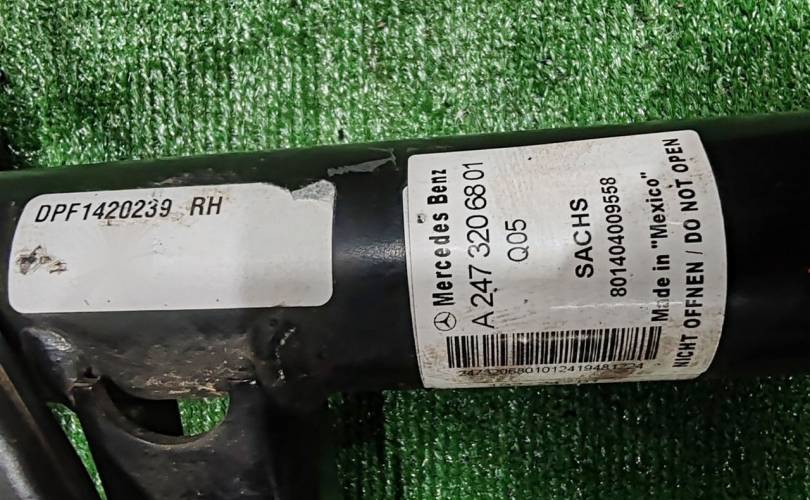 DPF1420239 RH
Mercedes Benz
A 247 320 68 01
Q05
SACHS
801404009558
Made in "Mexico"
NICHT OFFNEN / DO NOT OPEN